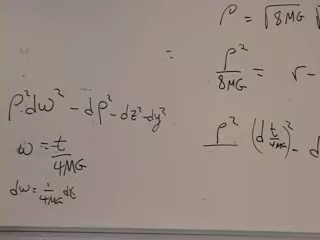 ρ = √8MG √
=
ρ²/8MG = r -
ρ²dω² - dρ² - dz² - dy²
ω = t/4MG
ρ² (d t/4MG)² - d
dω = 1/4MG dt